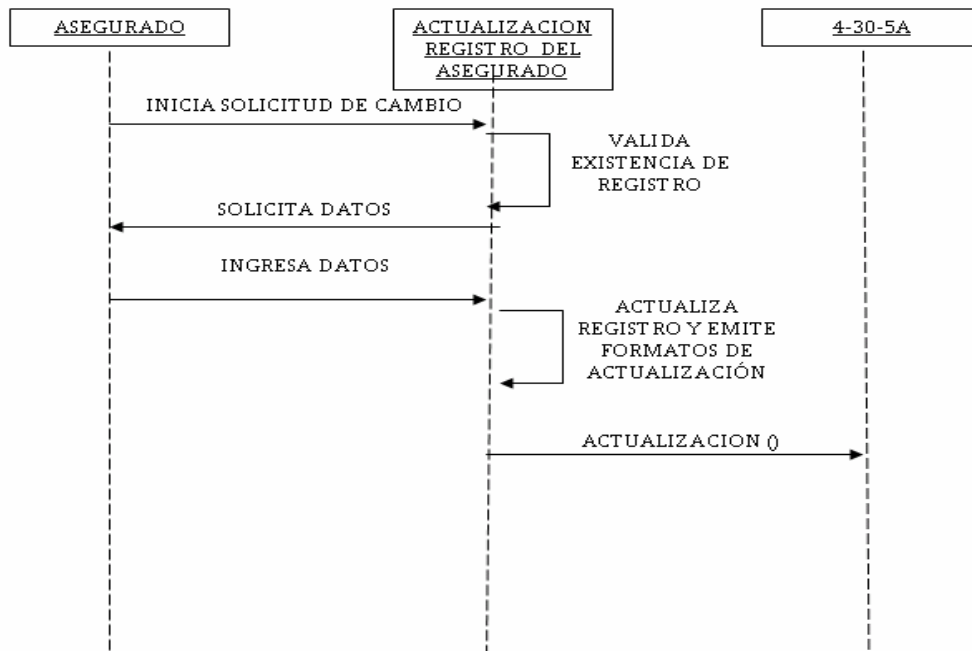 ASEGURADO
ACTUALIZACION
REGISTRO DEL
ASEGURADO
4-30-5A
INICIA SOLICITUD DE CAMBIO
VALIDA
EXISTENCIA DE
REGISTRO
SOLICITA DATOS
INGRESA DATOS
ACTUALIZA
REGISTRO Y EMITE
FORMATOS DE
ACTUALIZACIÓN
ACTUALIZACION ()